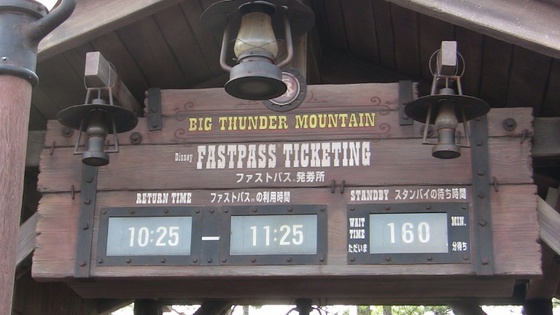 BIG THUNDER MOUNTAIN
Disney FASTPASS TICKETING
ファストパス発券所
RETURN TIME ファストパスの利用時間
STANDBY スタンバイの待ち時間
10:25 — 11:25
WAIT TIME ただいま 160 MIN. 分待ち